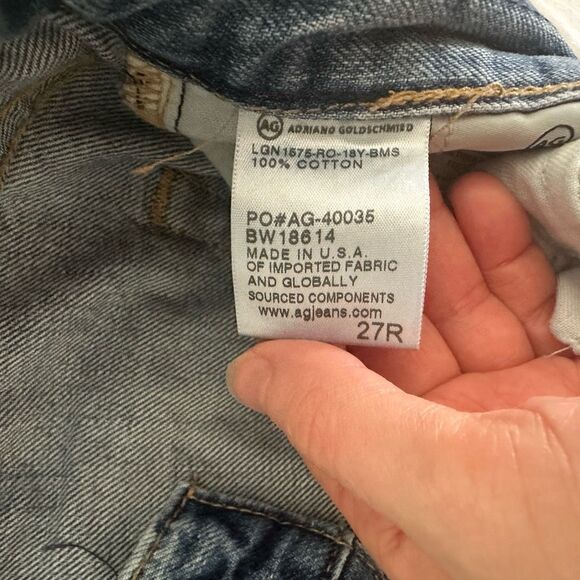 AG ADRIANO GOLDSCHMIED
LGN1575-RO-18Y-BMS
100% COTTON
PO#AG-40035
BW18614
MADE IN U.S.A.
OF IMPORTED FABRIC
AND GLOBALLY
SOURCED COMPONENTS
www.agjeans.com
27R
AG